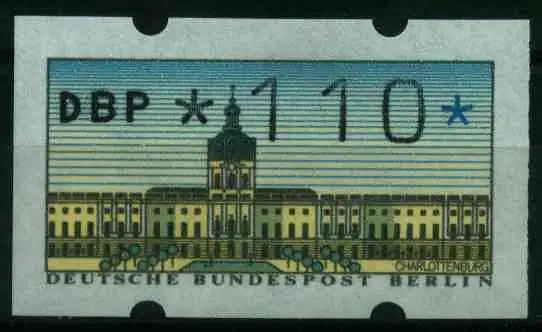 DBP *110*
CHARLOTTENBURG
DEUTSCHE BUNDESPOST BERLIN